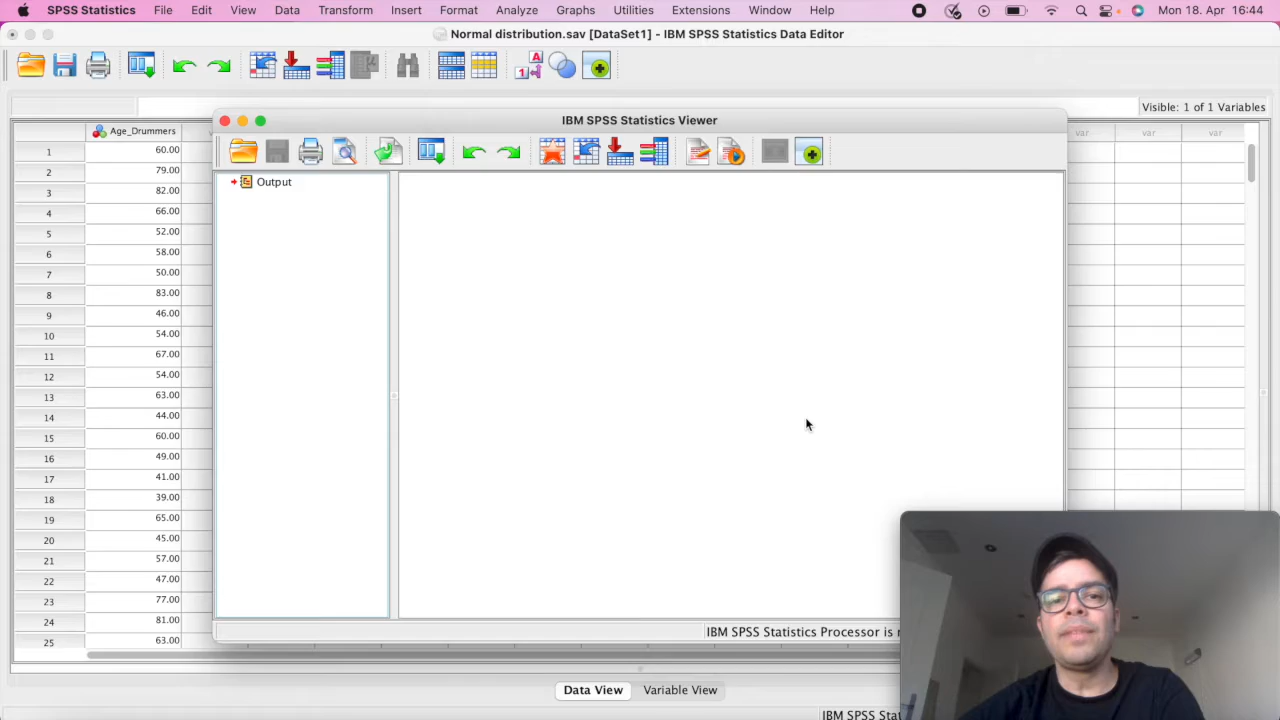 SPSS Statistics File Edit View Data Transform Insert Format Analyze Graphs Utilities Extensions Window Help Mon 18. Apr 16:44
Normal distribution.sav [DataSet1] - IBM SPSS Statistics Data Editor
Visible: 1 of 1 Variables
Age_Drummers var var var
1 60.00
2 79.00
3 82.00
4 66.00
5 52.00
6 58.00
7 50.00
8 83.00
9 46.00
10 54.00
11 67.00
12 54.00
13 63.00
14 44.00
15 60.00
16 49.00
17 41.00
18 39.00
19 65.00
20 45.00
21 57.00
22 47.00
23 77.00
24 81.00
25 63.00
IBM SPSS Statistics Viewer
Output
IBM SPSS Statistics Processor is
Data View Variable View
IBM SPSS Stat